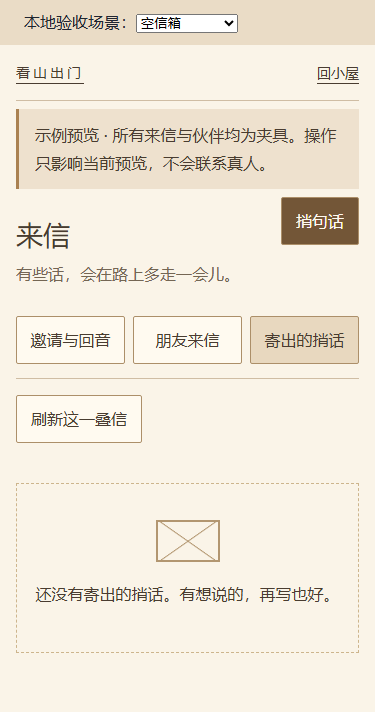 本地验收场景： 空信箱
看山出门 回小屋
示例预览 · 所有来信与伙伴均为夹具。操作
只影响当前预览，不会联系真人。
捎句话
来信
有些话，会在路上多走一会儿。
邀请与回音 朋友来信 寄出的捎话
刷新这一叠信
还没有寄出的捎话。有想说的，再写也好。